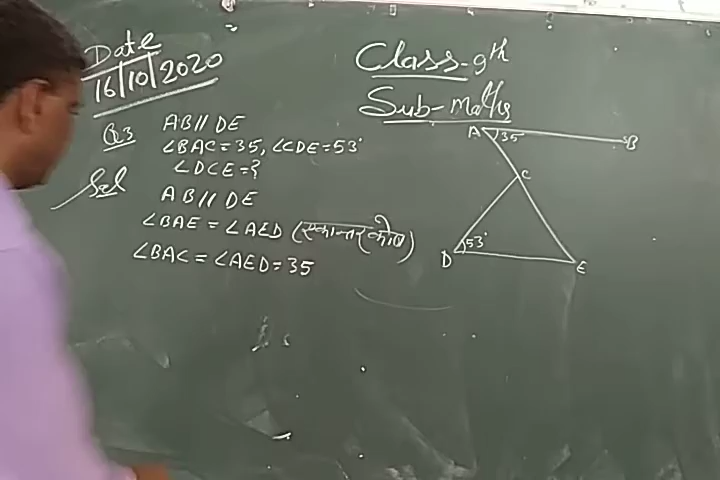 Date
16/10/2020
Class-9th
Sub-Maths
Q3 AB//DE
∠BAC=35, ∠CDE=53°
∠DCE=?
Sol AB//DE
∠BAE=∠AED (एकान्तर कोण)
∠BAC=∠AED=35
A 35 B
C
D 53° E